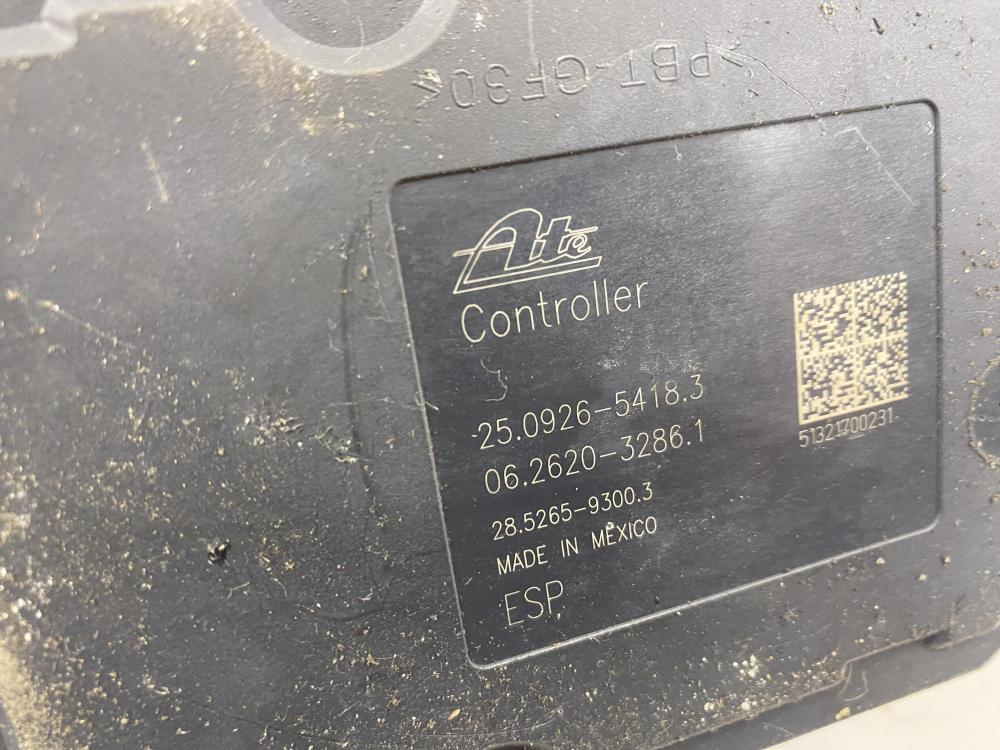 >PBT-GF30<
Ate
Controller
25.0926-5418.3
06.2620-3286.1
28.5265-9300.3
MADE IN MEXICO
ESP
51321700231